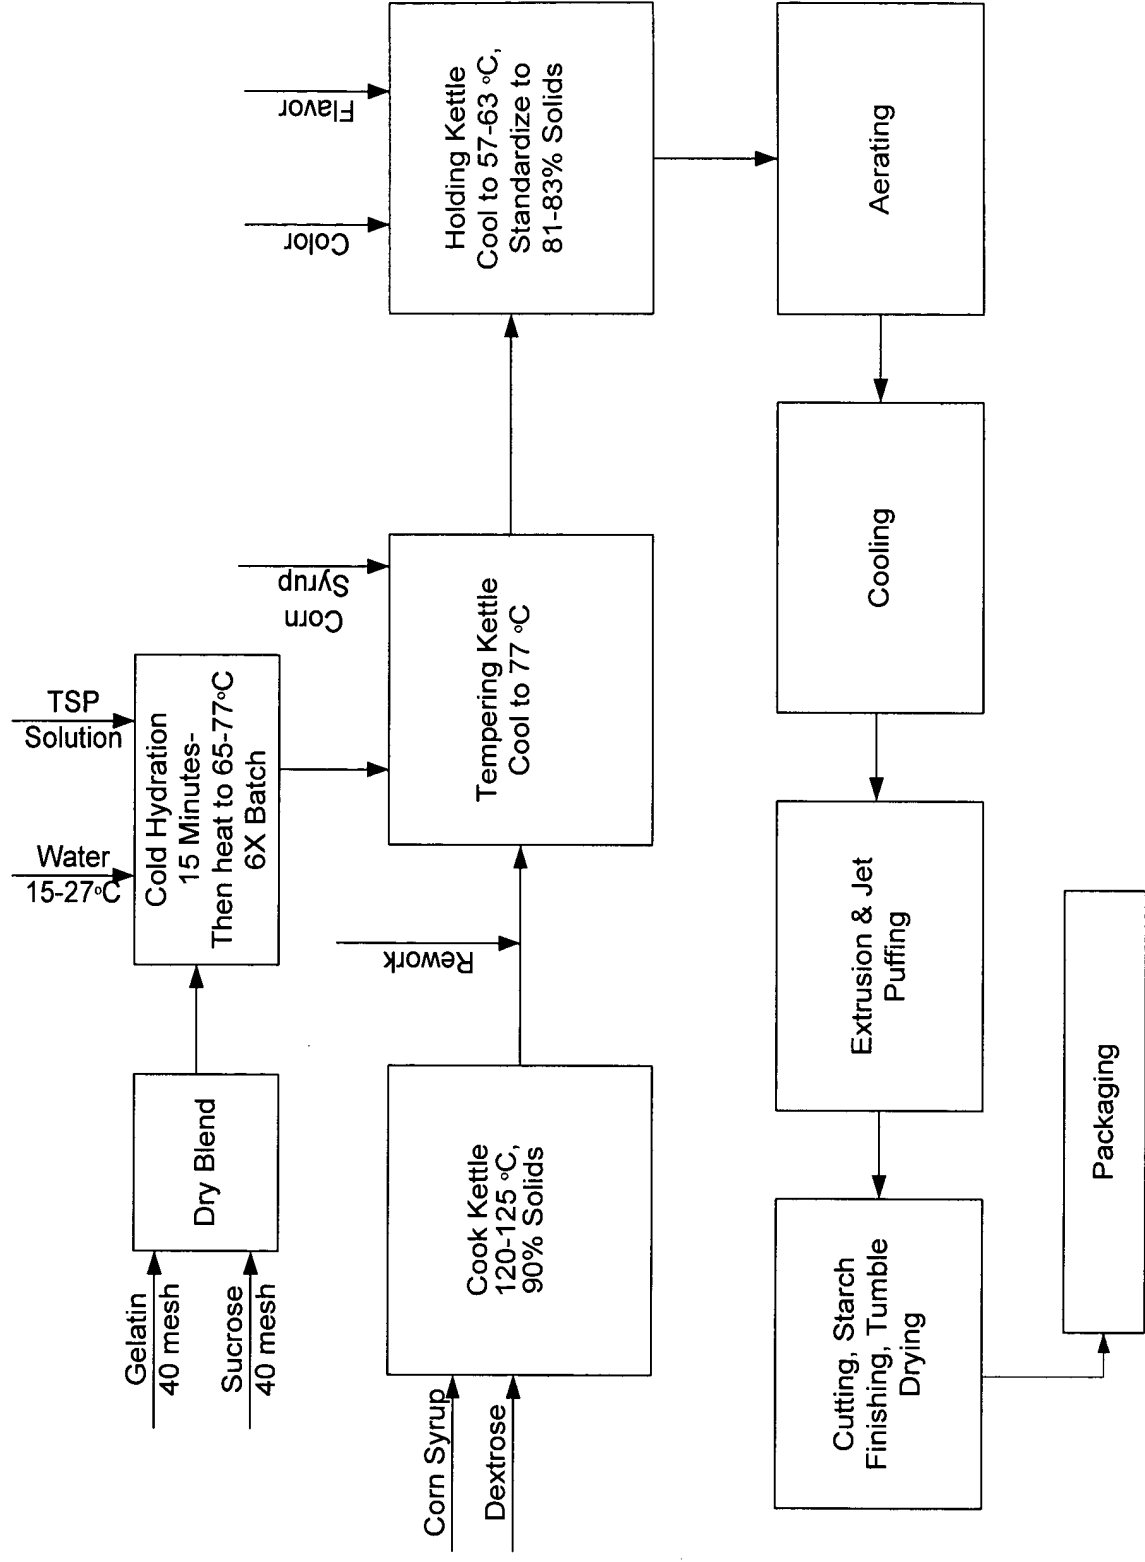 TSP
Solution
Water
15-27°C
Gelatin
40 mesh
Sucrose
40 mesh
Dry Blend
Cold Hydration
15 Minutes-
Then heat to 65-77°C
6X Batch
Corn Syrup
Dextrose
Cook Kettle
120-125 °C,
90% Solids
Rework
Tempering Kettle
Cool to 77 °C
Corn
Syrup
Color
Flavor
Holding Kettle
Cool to 57-63 °C,
Standardize to
81-83% Solids
Aerating
Cooling
Extrusion & Jet
Puffing
Cutting, Starch
Finishing, Tumble
Drying
Packaging